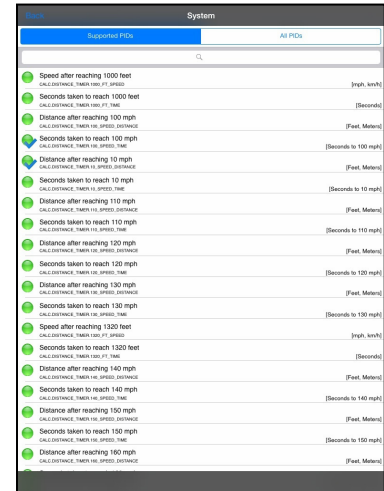 Back
System
Supported PIDs
All PIDs
Speed after reaching 1000 feet
CALC.DISTANCE_TIMER.1000_FT_SPEED
[mph, km/h]
Seconds taken to reach 1000 feet
CALC.DISTANCE_TIMER.1000_FT_TIME
[Seconds]
Distance after reaching 100 mph
CALC.DISTANCE_TIMER.100_SPEED_DISTANCE
[Feet, Meters]
Seconds taken to reach 100 mph
CALC.DISTANCE_TIMER.100_SPEED_TIME
[Seconds to 100 mph]
Distance after reaching 10 mph
CALC.DISTANCE_TIMER.10_SPEED_DISTANCE
[Feet, Meters]
Seconds taken to reach 10 mph
CALC.DISTANCE_TIMER.10_SPEED_TIME
[Seconds to 10 mph]
Distance after reaching 110 mph
CALC.DISTANCE_TIMER.110_SPEED_DISTANCE
[Feet, Meters]
Seconds taken to reach 110 mph
CALC.DISTANCE_TIMER.110_SPEED_TIME
[Seconds to 110 mph]
Distance after reaching 120 mph
CALC.DISTANCE_TIMER.120_SPEED_DISTANCE
[Feet, Meters]
Seconds taken to reach 120 mph
CALC.DISTANCE_TIMER.120_SPEED_TIME
[Seconds to 120 mph]
Distance after reaching 130 mph
CALC.DISTANCE_TIMER.130_SPEED_DISTANCE
[Feet, Meters]
Seconds taken to reach 130 mph
CALC.DISTANCE_TIMER.130_SPEED_TIME
[Seconds to 130 mph]
Speed after reaching 1320 feet
CALC.DISTANCE_TIMER.1320_FT_SPEED
[mph, km/h]
Seconds taken to reach 1320 feet
CALC.DISTANCE_TIMER.1320_FT_TIME
[Seconds]
Distance after reaching 140 mph
CALC.DISTANCE_TIMER.140_SPEED_DISTANCE
[Feet, Meters]
Seconds taken to reach 140 mph
CALC.DISTANCE_TIMER.140_SPEED_TIME
[Seconds to 140 mph]
Distance after reaching 150 mph
CALC.DISTANCE_TIMER.150_SPEED_DISTANCE
[Feet, Meters]
Seconds taken to reach 150 mph
CALC.DISTANCE_TIMER.150_SPEED_TIME
[Seconds to 150 mph]
Distance after reaching 160 mph
CALC.DISTANCE_TIMER.160_SPEED_DISTANCE
[Feet, Meters]